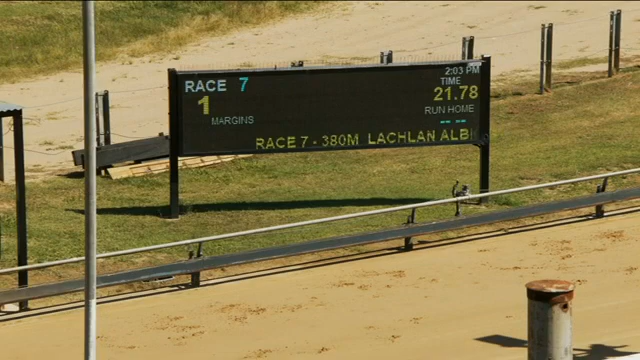 2:03 PM
RACE 7
TIME
1
21.78
MARGINS
RUN HOME
-- --
RACE 7 - 380M LACHLAN ALBI